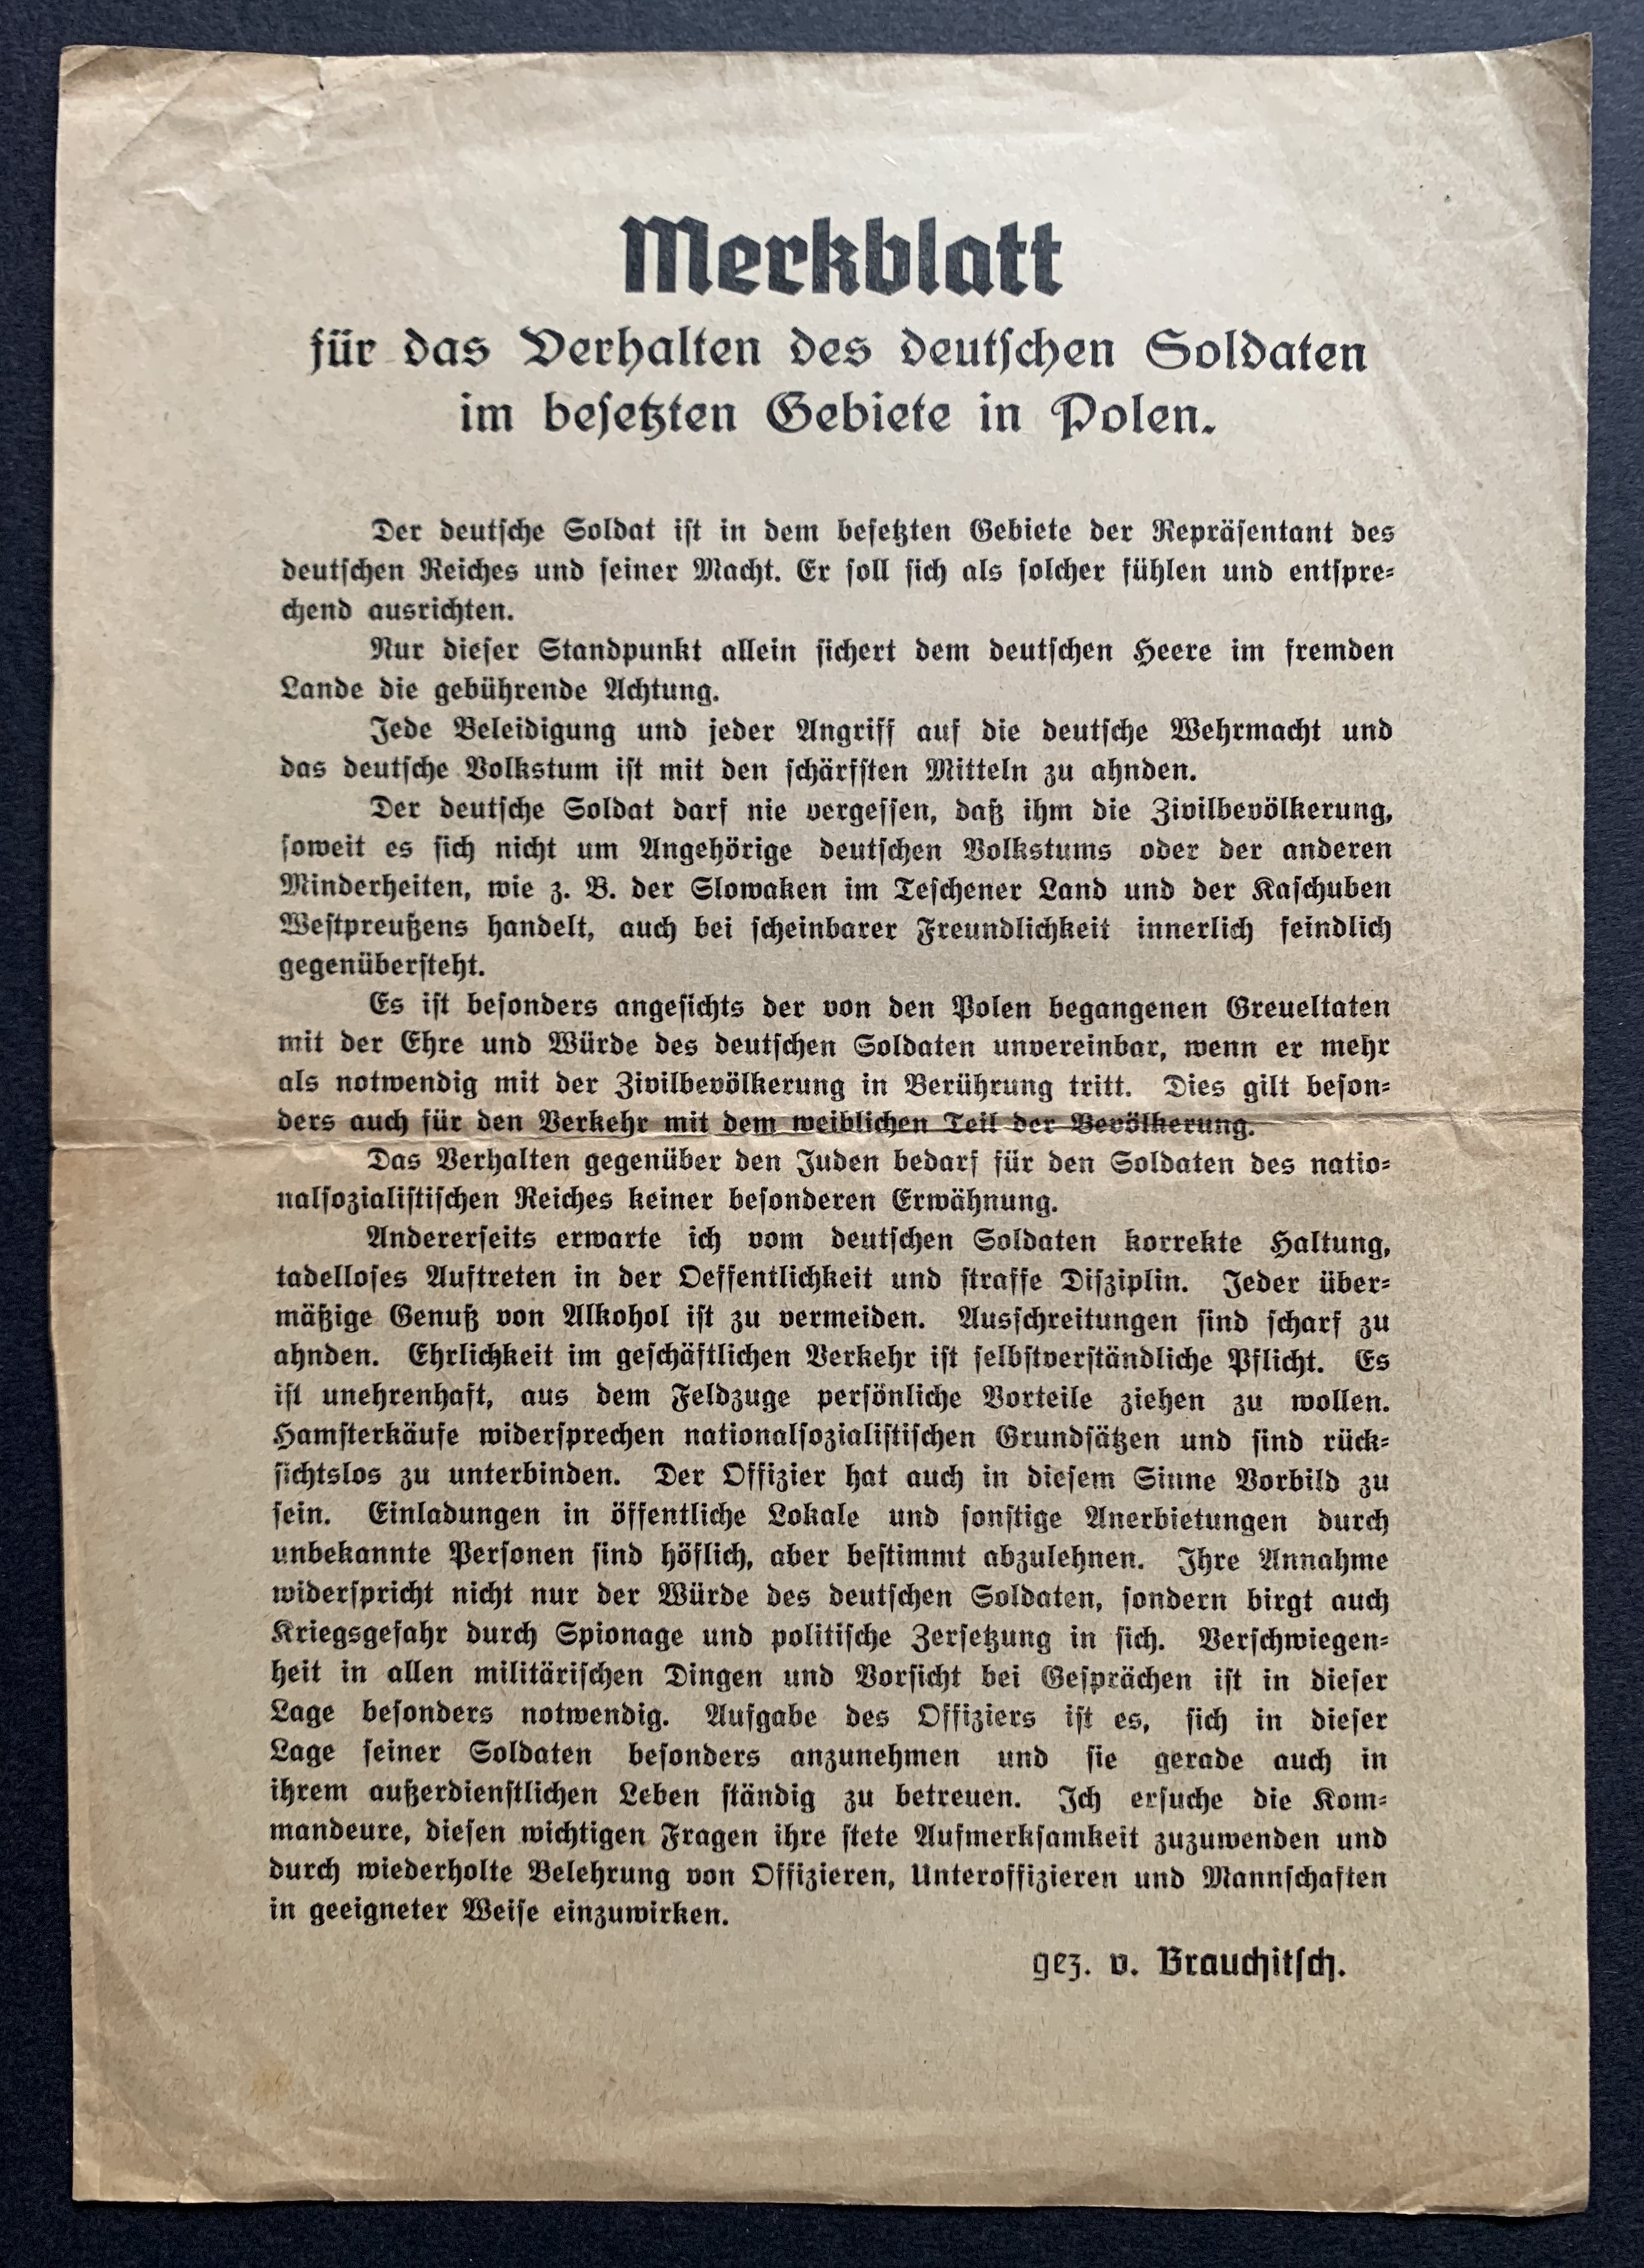 Merkblatt
für das Verhalten des deutschen Soldaten
im besetzten Gebiete in Polen.
Der deutsche Soldat ist in dem besetzten Gebiete der Repräsentant des
deutschen Reiches und seiner Macht. Er soll sich als solcher fühlen und entspre-
chend ausrichten.
Nur dieser Standpunkt allein sichert dem deutschen Heere im fremden
Lande die gebührende Achtung.
Jede Beleidigung und jeder Angriff auf die deutsche Wehrmacht und
das deutsche Volkstum ist mit den schärfsten Mitteln zu ahnden.
Der deutsche Soldat darf nie vergessen, daß ihm die Zivilbevölkerung,
soweit es sich nicht um Angehörige deutschen Volkstums oder der anderen
Minderheiten, wie z. B. der Slowaken im Teschener Land und der Kaschuben
Westpreußens handelt, auch bei scheinbarer Freundlichkeit innerlich feindlich
gegenübersteht.
Es ist besonders angesichts der von den Polen begangenen Greueltaten
mit der Ehre und Würde des deutschen Soldaten unvereinbar, wenn er mehr
als notwendig mit der Zivilbevölkerung in Berührung tritt. Dies gilt beson-
ders auch für den Verkehr mit dem weiblichen Teil der Bevölkerung.
Das Verhalten gegenüber den Juden bedarf für den Soldaten des natio-
nalsozialistischen Reiches keiner besonderen Erwähnung.
Andererseits erwarte ich vom deutschen Soldaten korrekte Haltung,
tadelloses Auftreten in der Oeffentlichkeit und straffe Disziplin. Jeder über-
mäßige Genuß von Alkohol ist zu vermeiden. Ausschreitungen sind scharf zu
ahnden. Ehrlichkeit im geschäftlichen Verkehr ist selbstverständliche Pflicht. Es
ist unehrenhaft, aus dem Feldzuge persönliche Vorteile ziehen zu wollen.
Hamsterkäufe widersprechen nationalsozialistischen Grundsätzen und sind rück-
sichtslos zu unterbinden. Der Offizier hat auch in diesem Sinne Vorbild zu
sein. Einladungen in öffentliche Lokale und sonstige Anerbietungen durch
unbekannte Personen sind höflich, aber bestimmt abzulehnen. Ihre Annahme
widerspricht nicht nur der Würde des deutschen Soldaten, sondern birgt auch
Kriegsgefahr durch Spionage und politische Zersetzung in sich. Verschwiegen-
heit in allen militärischen Dingen und Vorsicht bei Gesprächen ist in dieser
Lage besonders notwendig. Aufgabe des Offiziers ist es, sich in dieser
Lage seiner Soldaten besonders anzunehmen und sie gerade auch in
ihrem außerdienstlichen Leben ständig zu betreuen. Ich ersuche die Kom-
mandeure, diesen wichtigen Fragen ihre stete Aufmerksamkeit zuzuwenden und
durch wiederholte Belehrung von Offizieren, Unteroffizieren und Mannschaften
in geeigneter Weise einzuwirken.
gez. v. Brauchitsch.